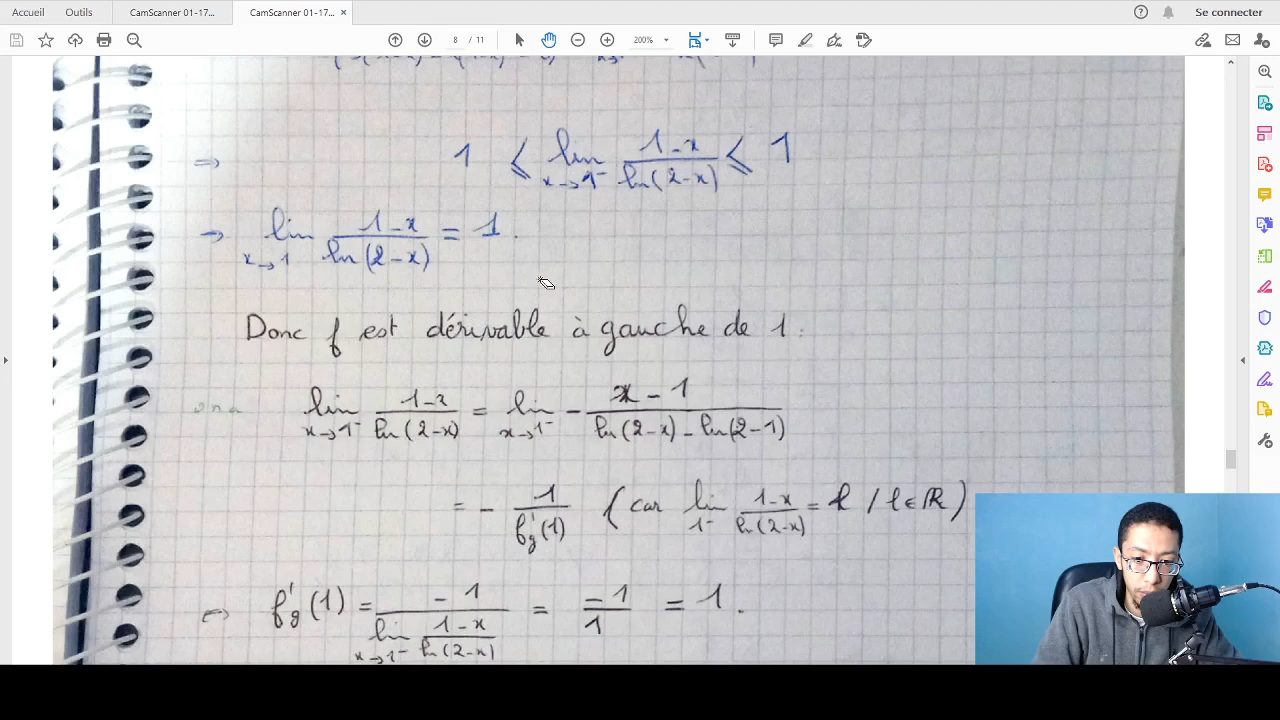 Accueil Outils CamScanner 01-17... CamScanner 01-17... × Se connecter
8 / 11 200%
⇒ 1 ≤ lim x→1⁻ (1-x)/(ln(2-x)) ≤ 1
→ lim x→1 (1-x)/(ln(2-x)) = 1.
Donc f est dérivable à gauche de 1.
ona lim x→1⁻ (1-x)/(ln(2-x)) = lim x→1⁻ - (x-1)/(ln(2-x) - ln(2-1))
= - 1/(f'g(1)) (car lim 1⁻ (1-x)/(ln(2-x)) = l / l ∈ ℝ)
⇔ f'g(1) = -1/(lim x→1⁻ (1-x)/(ln(2-x))) = -1/1 = 1.